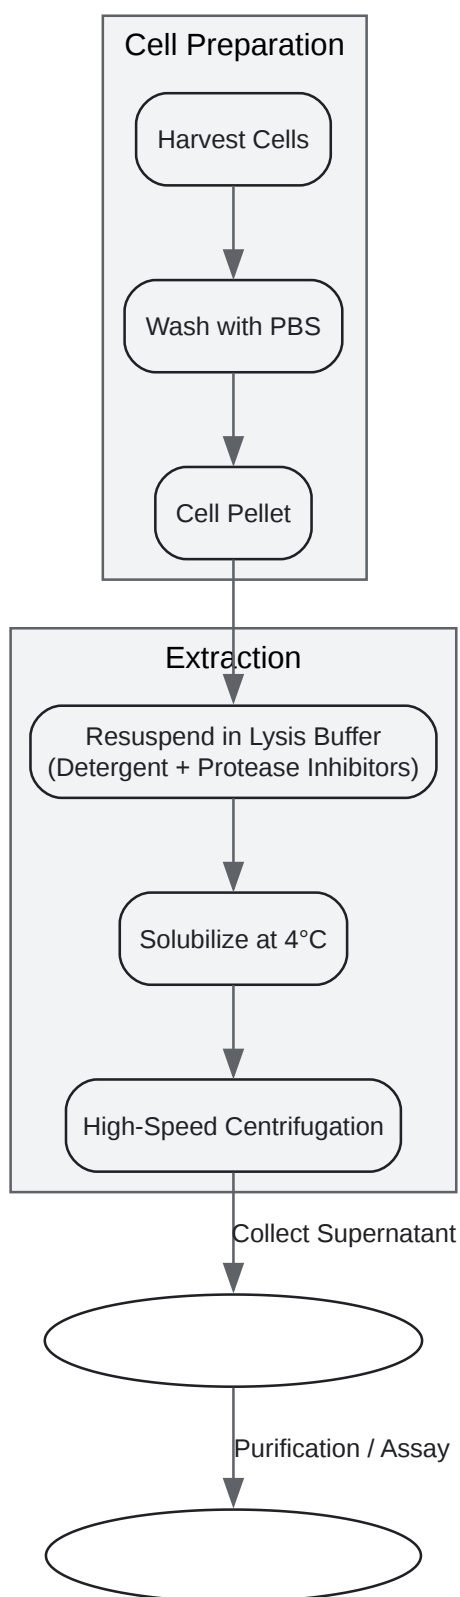 Cell Preparation
Harvest Cells
Wash with PBS
Cell Pellet
Extraction
Resuspend in Lysis Buffer
(Detergent + Protease Inhibitors)
Solubilize at 4°C
High-Speed Centrifugation
Collect Supernatant
Purification / Assay